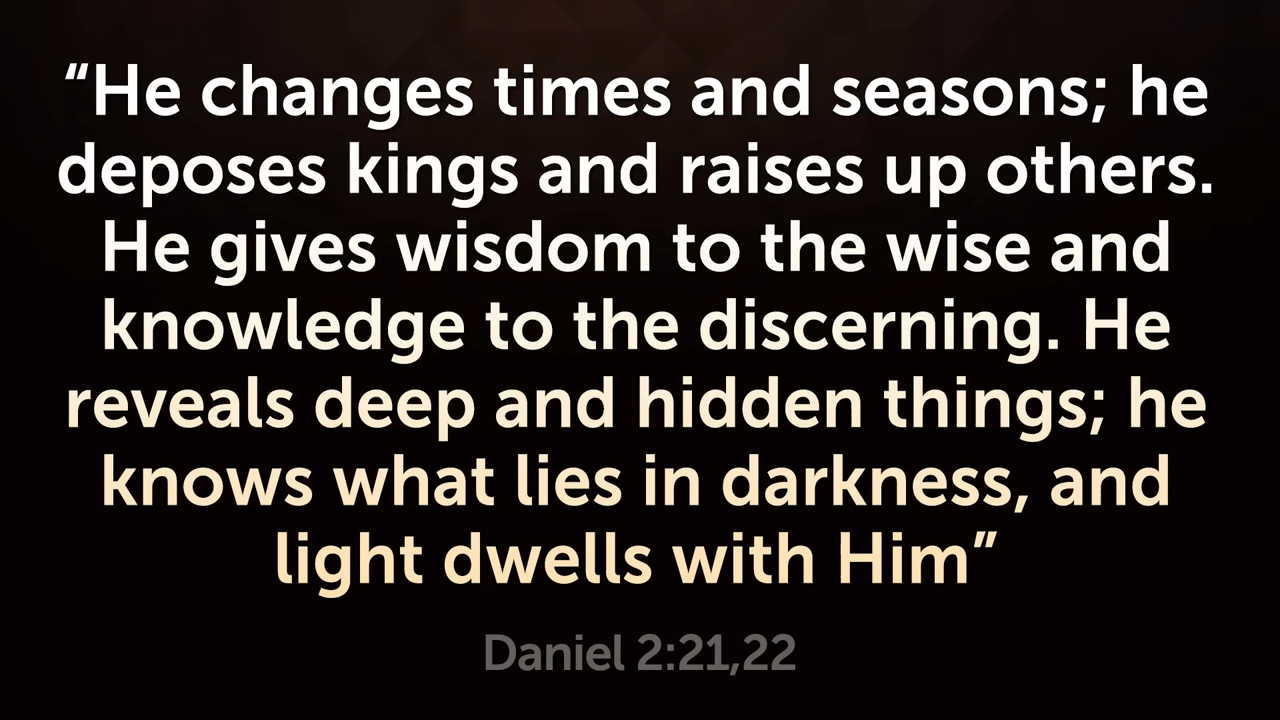 “He changes times and seasons; he
deposes kings and raises up others.
He gives wisdom to the wise and
knowledge to the discerning. He
reveals deep and hidden things; he
knows what lies in darkness, and
light dwells with Him”
Daniel 2:21,22